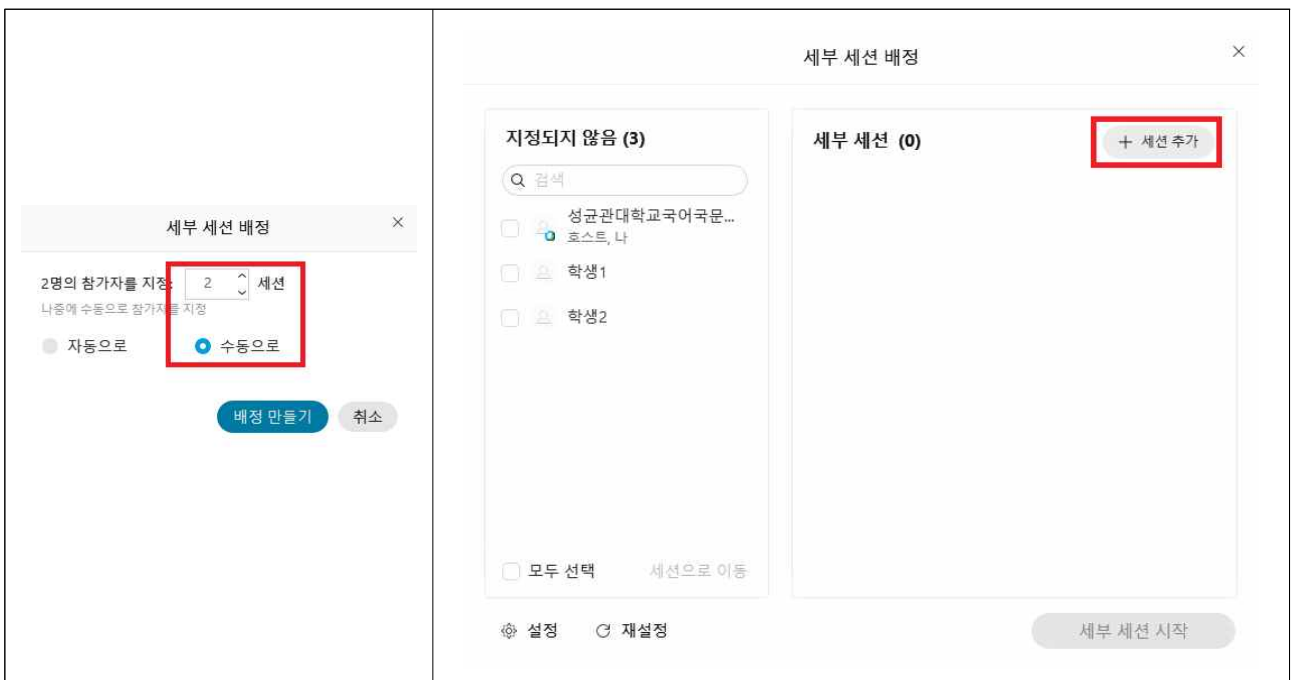 세부 세션 배정
2명의 참가자를 지정: 2 세션
나중에 수동으로 참가자를 지정
자동으로 수동으로
배정 만들기 취소
세부 세션 배정
지정되지 않음 (3)
검색
성균관대학교국어국문...
호스트, 나
학생1
학생2
모두 선택 세션으로 이동
설정 재설정
세부 세션 (0) + 세션 추가
세부 세션 시작